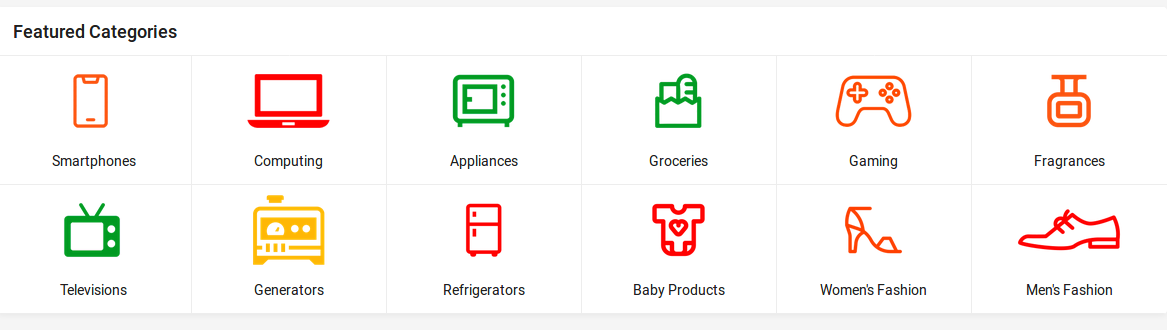 Featured Categories
Smartphones
Computing
Appliances
Groceries
Gaming
Fragrances
Televisions
Generators
Refrigerators
Baby Products
Women's Fashion
Men's Fashion